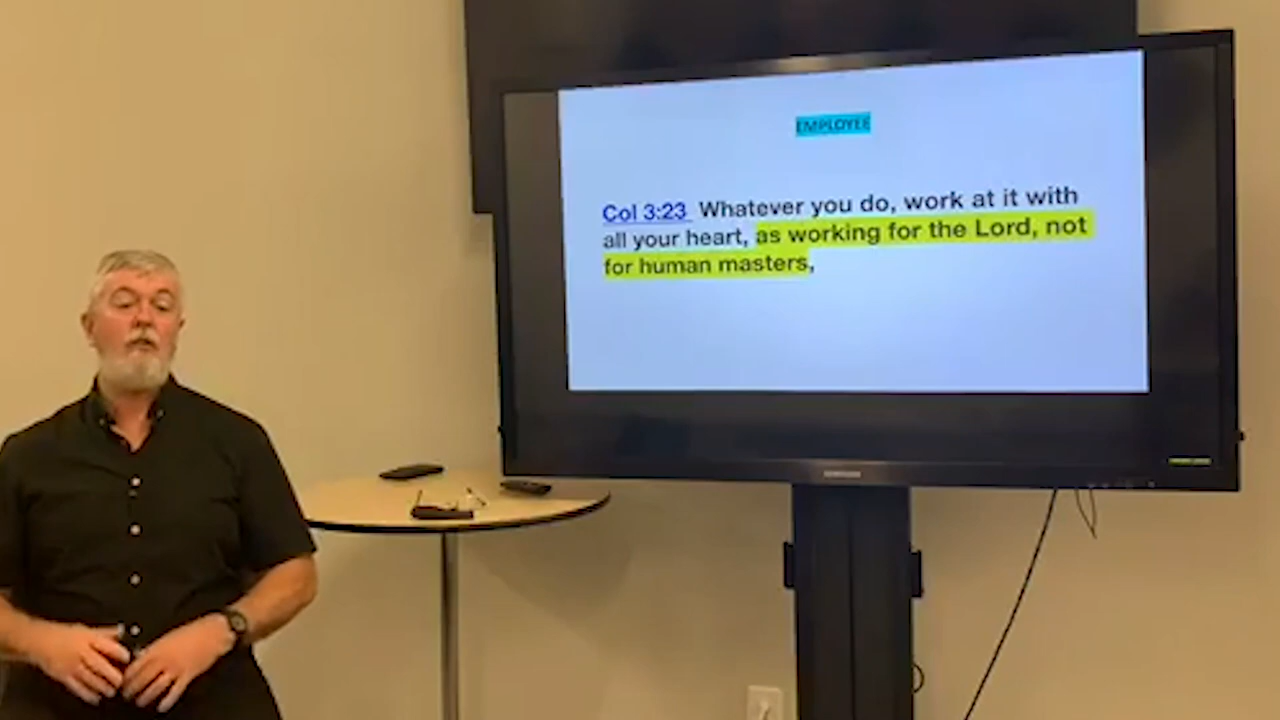 EMPLOYEE
Col 3:23 Whatever you do, work at it with
all your heart, as working for the Lord, not
for human masters,